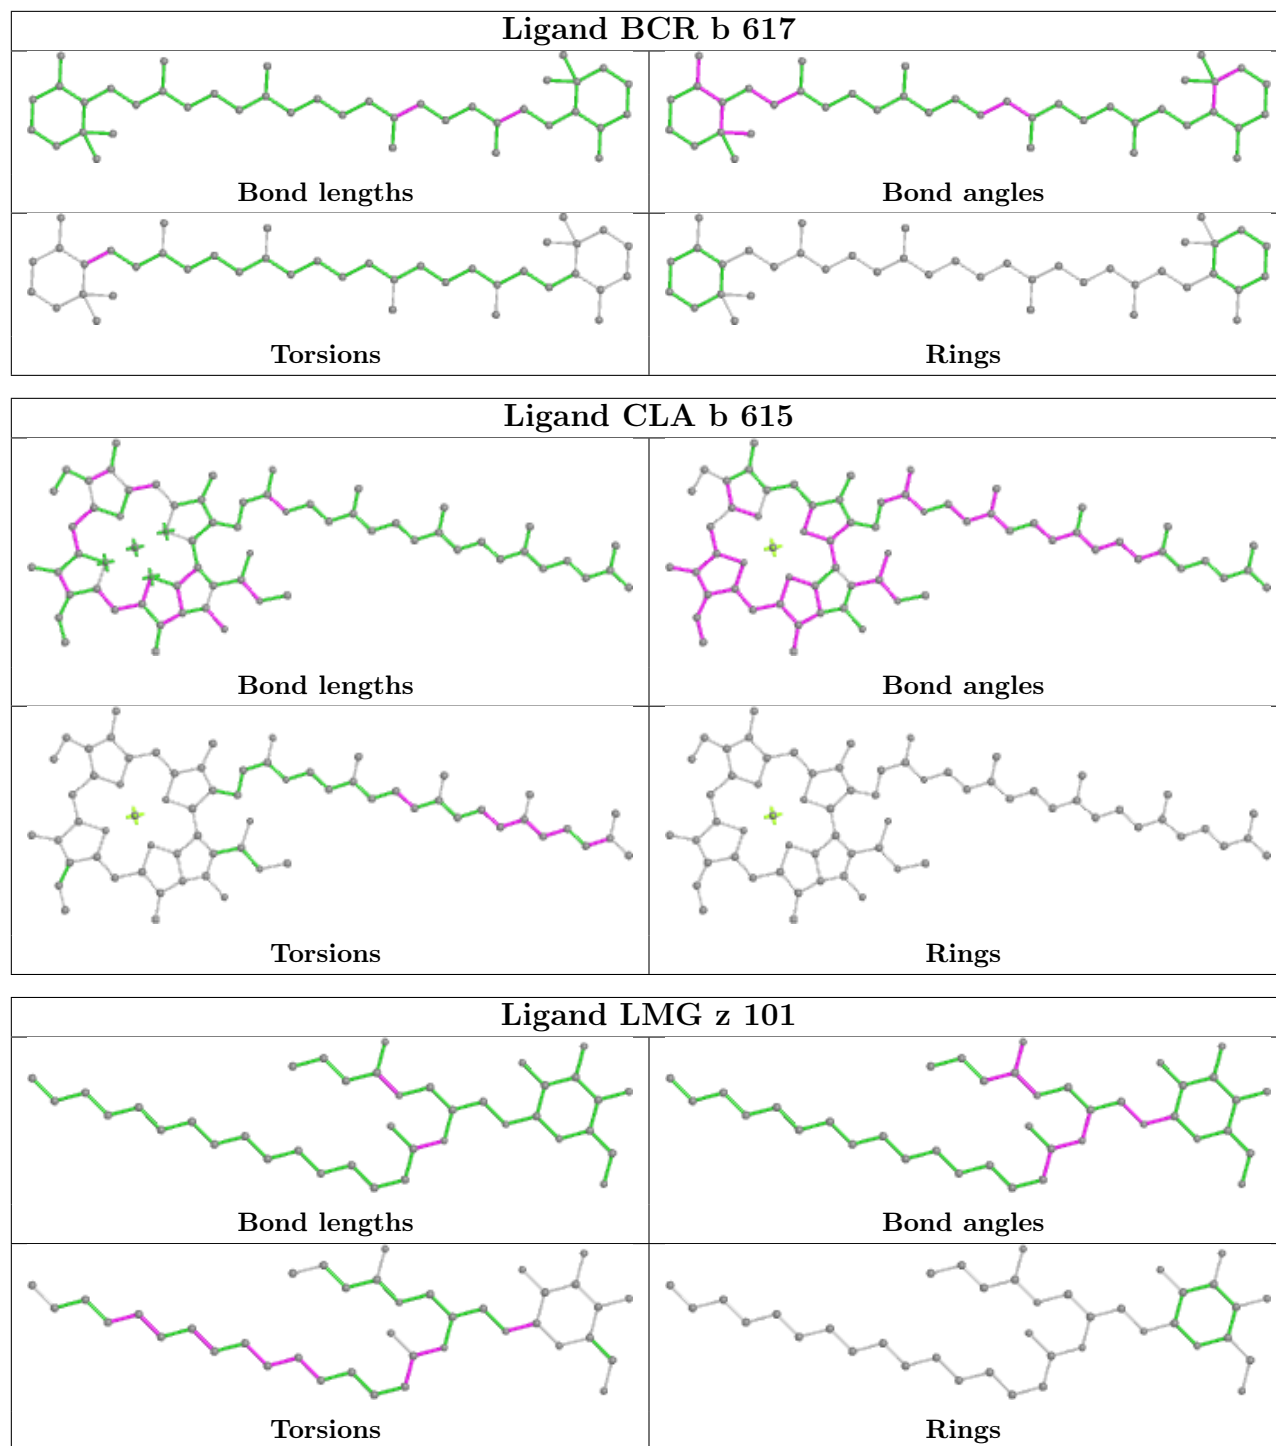 Ligand BCR b 617
Bond lengths
Bond angles
Torsions
Rings
Ligand CLA b 615
Bond lengths
Bond angles
Torsions
Rings
Ligand LMG z 101
Bond lengths
Bond angles
Torsions
Rings